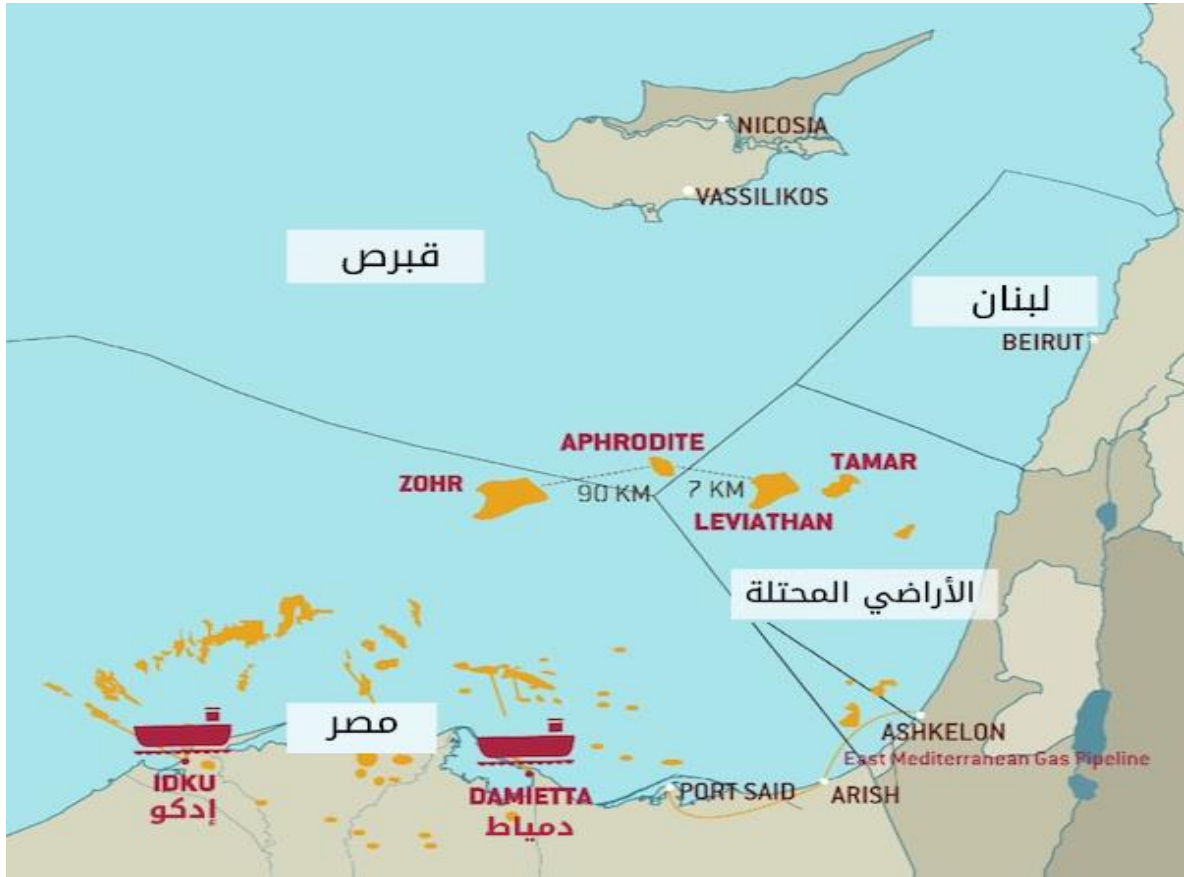 NICOSIA
VASSILIKOS
قبرص
لبنان
BEIRUT
APHRODITE
TAMAR
ZOHR
90 KM
7 KM
LEVIATHAN
الأراضي المحتلة
مصر
ASHKELON
East Mediterranean Gas Pipeline
IDKU
إدكو
DAMIETTA
دمياط
PORT SAID
ARISH